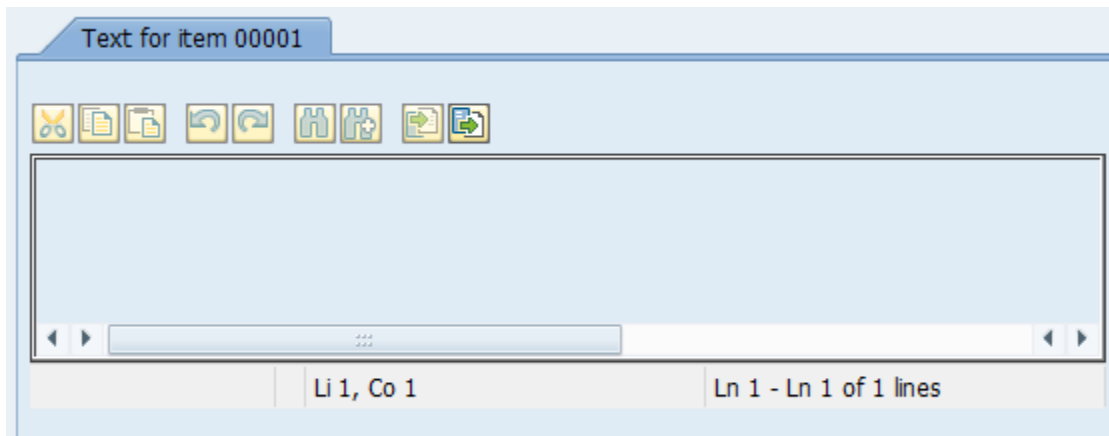 Text for item 00001
Li 1, Co 1
Ln 1 - Ln 1 of 1 lines